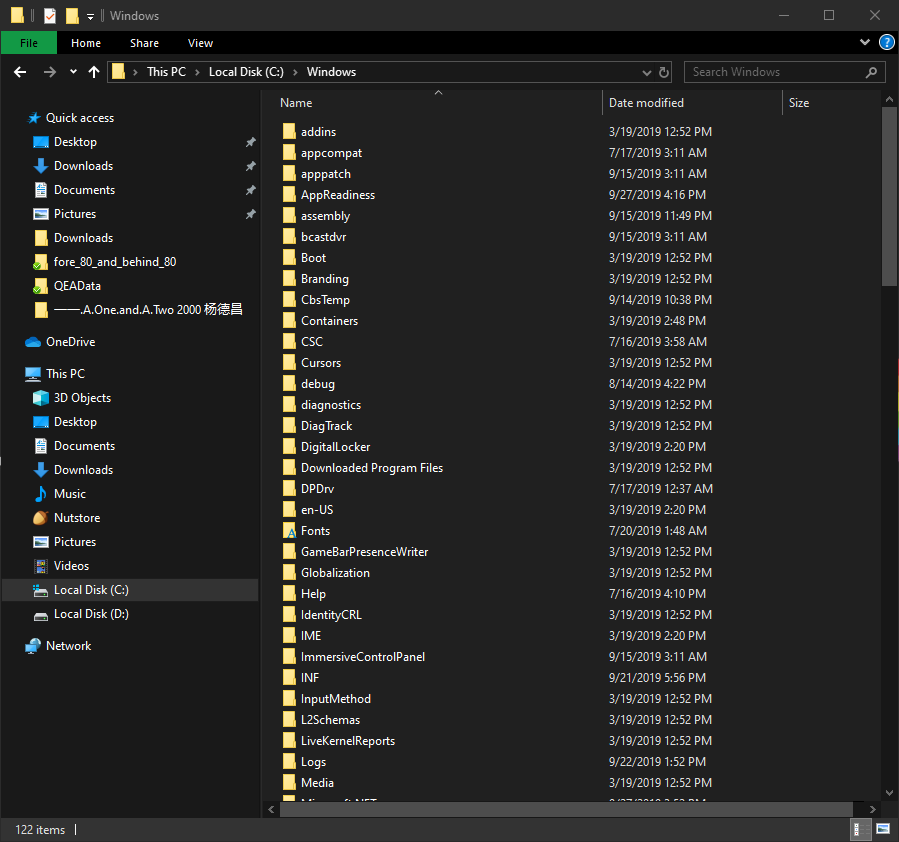 Windows
File Home Share View
This PC Local Disk (C:) Windows
Search Windows
Quick access
Desktop
Downloads
Documents
Pictures
Downloads
fore_80_and_behind_80
QEAData
——.A.One.and.A.Two 2000 杨德昌
OneDrive
This PC
3D Objects
Desktop
Documents
Downloads
Music
Nutstore
Pictures
Videos
Local Disk (C:)
Local Disk (D:)
Network
Name Date modified Size
addins 3/19/2019 12:52 PM
appcompat 7/17/2019 3:11 AM
apppatch 9/15/2019 3:11 AM
AppReadiness 9/27/2019 4:16 PM
assembly 9/15/2019 11:49 PM
bcastdvr 9/15/2019 3:11 AM
Boot 3/19/2019 12:52 PM
Branding 3/19/2019 12:52 PM
CbsTemp 9/14/2019 10:38 PM
Containers 3/19/2019 2:48 PM
CSC 7/16/2019 3:58 AM
Cursors 3/19/2019 12:52 PM
debug 8/14/2019 4:22 PM
diagnostics 3/19/2019 12:52 PM
DiagTrack 3/19/2019 12:52 PM
DigitalLocker 3/19/2019 2:20 PM
Downloaded Program Files 3/19/2019 12:52 PM
DPDrv 7/17/2019 12:37 AM
en-US 3/19/2019 2:20 PM
Fonts 7/20/2019 1:48 AM
GameBarPresenceWriter 3/19/2019 12:52 PM
Globalization 3/19/2019 12:52 PM
Help 7/16/2019 4:10 PM
IdentityCRL 3/19/2019 12:52 PM
IME 3/19/2019 2:20 PM
ImmersiveControlPanel 9/15/2019 3:11 AM
INF 9/21/2019 5:56 PM
InputMethod 3/19/2019 12:52 PM
L2Schemas 3/19/2019 12:52 PM
LiveKernelReports 3/19/2019 12:52 PM
Logs 9/22/2019 1:52 PM
Media 3/19/2019 12:52 PM
122 items